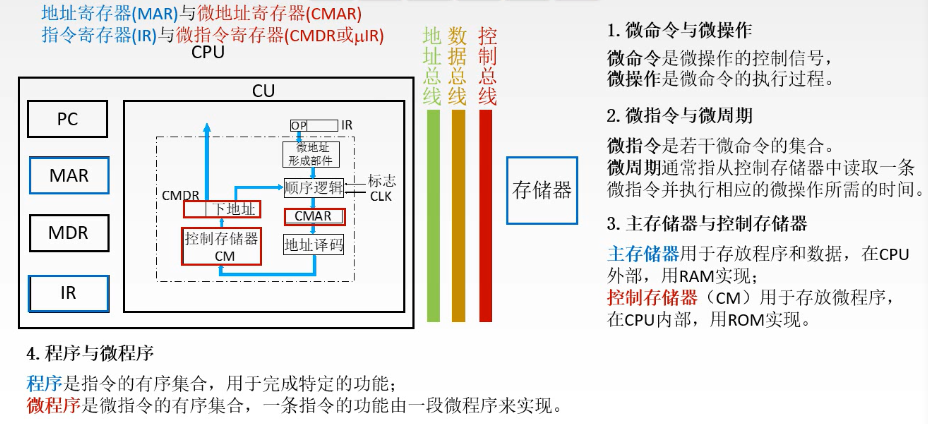 地址寄存器(MAR)与微地址寄存器(CMAR)
指令寄存器(IR)与微指令寄存器(CMDR或μIR)
CPU
CU
PC
MAR
MDR
IR
OP
IR
微地址
形成部件
标志
顺序逻辑
CLK
CMDR
下地址
CMAR
控制存储器
CM
地址译码
地址总线
数据总线
控制总线
存储器
1. 微命令与微操作
微命令是微操作的控制信号，
微操作是微命令的执行过程。
2. 微指令与微周期
微指令是若干微命令的集合。
微周期通常指从控制存储器中读取一条
微指令并执行相应的微操作所需的时间。
3. 主存储器与控制存储器
主存储器用于存放程序和数据，在CPU
外部，用RAM实现；
控制存储器（CM）用于存放微程序，
在CPU内部，用ROM实现。
4. 程序与微程序
程序是指令的有序集合，用于完成特定的功能；
微程序是微指令的有序集合，一条指令的功能由一段微程序来实现。